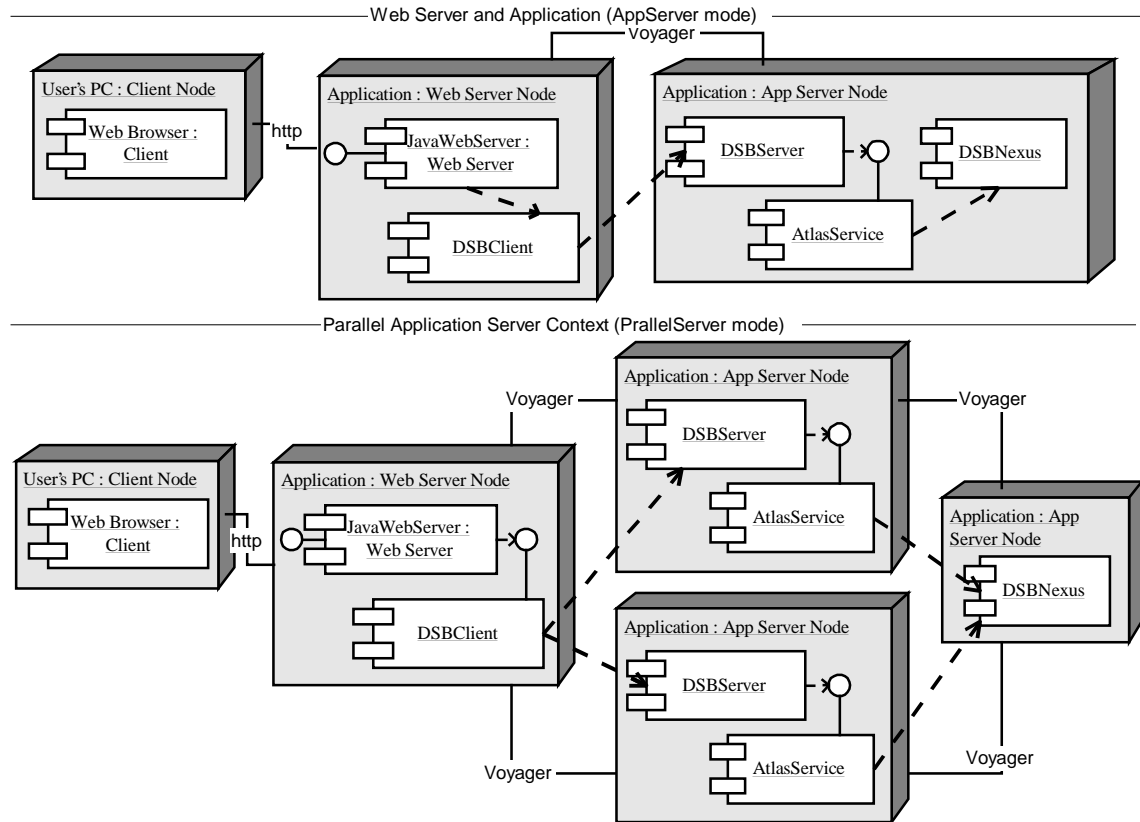 Web Server and Application (AppServer mode)
Voyager
User's PC : Client Node
Web Browser :
Client
http
Application : Web Server Node
JavaWebServer :
Web Server
DSBClient
Application : App Server Node
DSBServer
DSBNexus
AtlasService
Parallel Application Server Context (PrallelServer mode)
Voyager
Voyager
User's PC : Client Node
Web Browser :
Client
http
Application : Web Server Node
JavaWebServer :
Web Server
DSBClient
Application : App Server Node
DSBServer
AtlasService
Application : App Server Node
DSBServer
AtlasService
Application : App
Server Node
DSBNexus
Voyager
Voyager